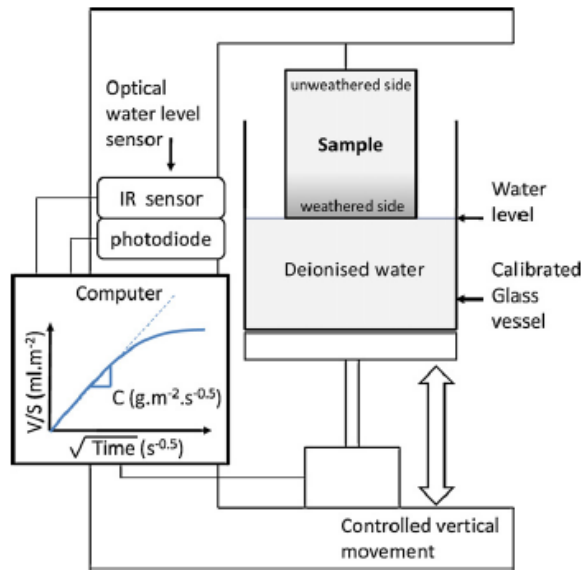 Optical
water level
sensor
IR sensor
photodiode
unweathered side
Sample
weathered side
Deionised water
Water
level
Calibrated
Glass
vessel
Computer
V/S (ml.m⁻²)
C (g.m⁻².s⁻⁰·⁵)
√Time (s⁻⁰·⁵)
Controlled vertical
movement